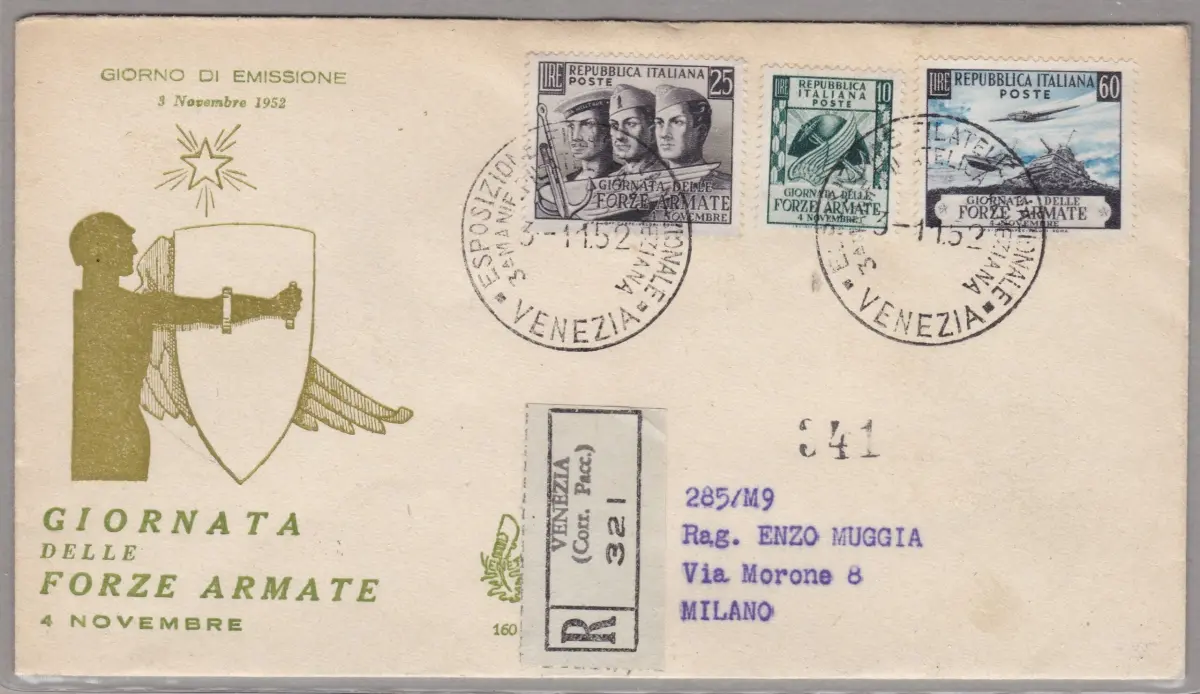 GIORNO DI EMISSIONE
3 Novembre 1952
LIRE
REPUBBLICA ITALIANA
POSTE
25
GIORNATA DELLE
FORZE ARMATE
4 NOVEMBRE
LIRE
REPUBBLICA
ITALIANA
POSTE
10
GIORNATA DELLE
FORZE ARMATE
4 NOVEMBRE
LIRE
REPUBBLICA ITALIANA
POSTE
60
GIORNATA DELLE
FORZE ARMATE
4 NOVEMBRE
3-11.52
VENEZIA
3-11.52
VENEZIA
341
GIORNATA
DELLE
FORZE ARMATE
4 NOVEMBRE
160
VENEZIA
(Corr. Pacc.)
321
R
285/M9
Rag. ENZO MUGGIA
Via Morone 8
MILANO